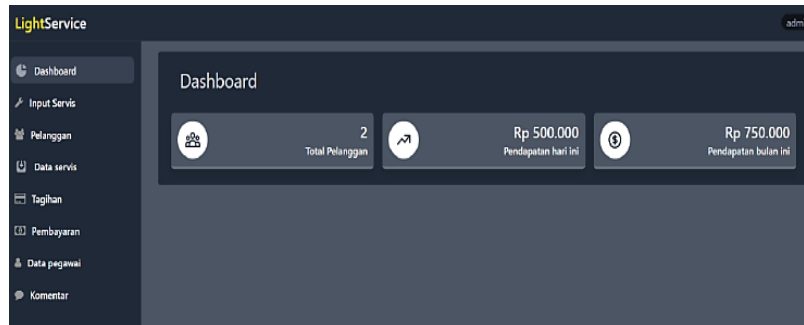 LightService
adm
Dashboard
Input Servis
Pelanggan
Data servis
Tagihan
Pembayaran
Data pegawai
Komentar
Dashboard
2
Total Pelanggan
Rp 500.000
Pendapatan hari ini
Rp 750.000
Pendapatan bulan ini